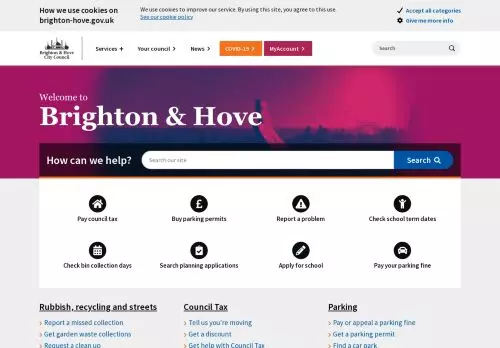 How we use cookies on
brighton-hove.gov.uk
We use cookies to improve our service. By using this site, you agree to this use.
See our cookie policy
Accept all categories
Give me more info
Brighton & Hove
City Council
Services +
Your council >
News >
COVID-19 >
MyAccount >
Search
Welcome to
Brighton & Hove
How can we help?
Search our site
Search
Pay council tax
Buy parking permits
Report a problem
Check school term dates
Check bin collection days
Search planning applications
Apply for school
Pay your parking fine
Rubbish, recycling and streets
Council Tax
Parking
> Report a missed collection
> Tell us you're moving
> Pay or appeal a parking fine
> Get garden waste collections
> Get a discount
> Get a parking permit
> Request a clean up
> Get help with Council Tax
> Find a car park